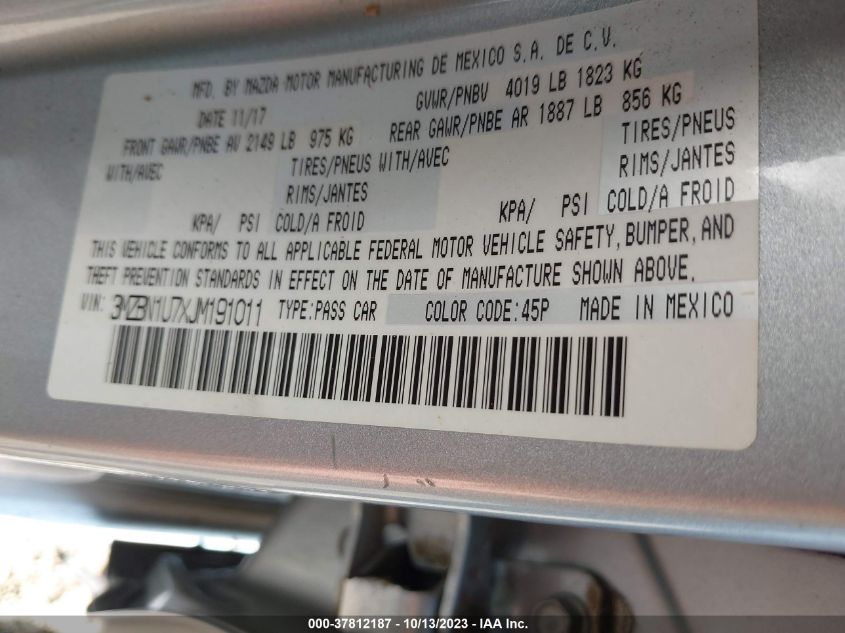 MFD. BY MAZDA MOTOR MANUFACTURING DE MEXICO S.A. DE C.V.
DATE 11/17 GVWR/PNBV 4019 LB 1823 KG
FRONT GAWR/PNBE AV 2149 LB 975 KG REAR GAWR/PNBE AR 1887 LB 856 KG
WITH/AVEC TIRES/PNEUS WITH/AVEC TIRES/PNEUS
RIMS/JANTES RIMS/JANTES
KPA/ PSI COLD/A FROID KPA/ PSI COLD/A FROID
THIS VEHICLE CONFORMS TO ALL APPLICABLE FEDERAL MOTOR VEHICLE SAFETY, BUMPER, AND
THEFT PREVENTION STANDARDS IN EFFECT ON THE DATE OF MANUFACTURE SHOWN ABOVE.
VIN: 3MZBN1U7XJM191011 TYPE:PASS CAR COLOR CODE:45P MADE IN MEXICO
000-37812187 - 10/13/2023 - IAA Inc.